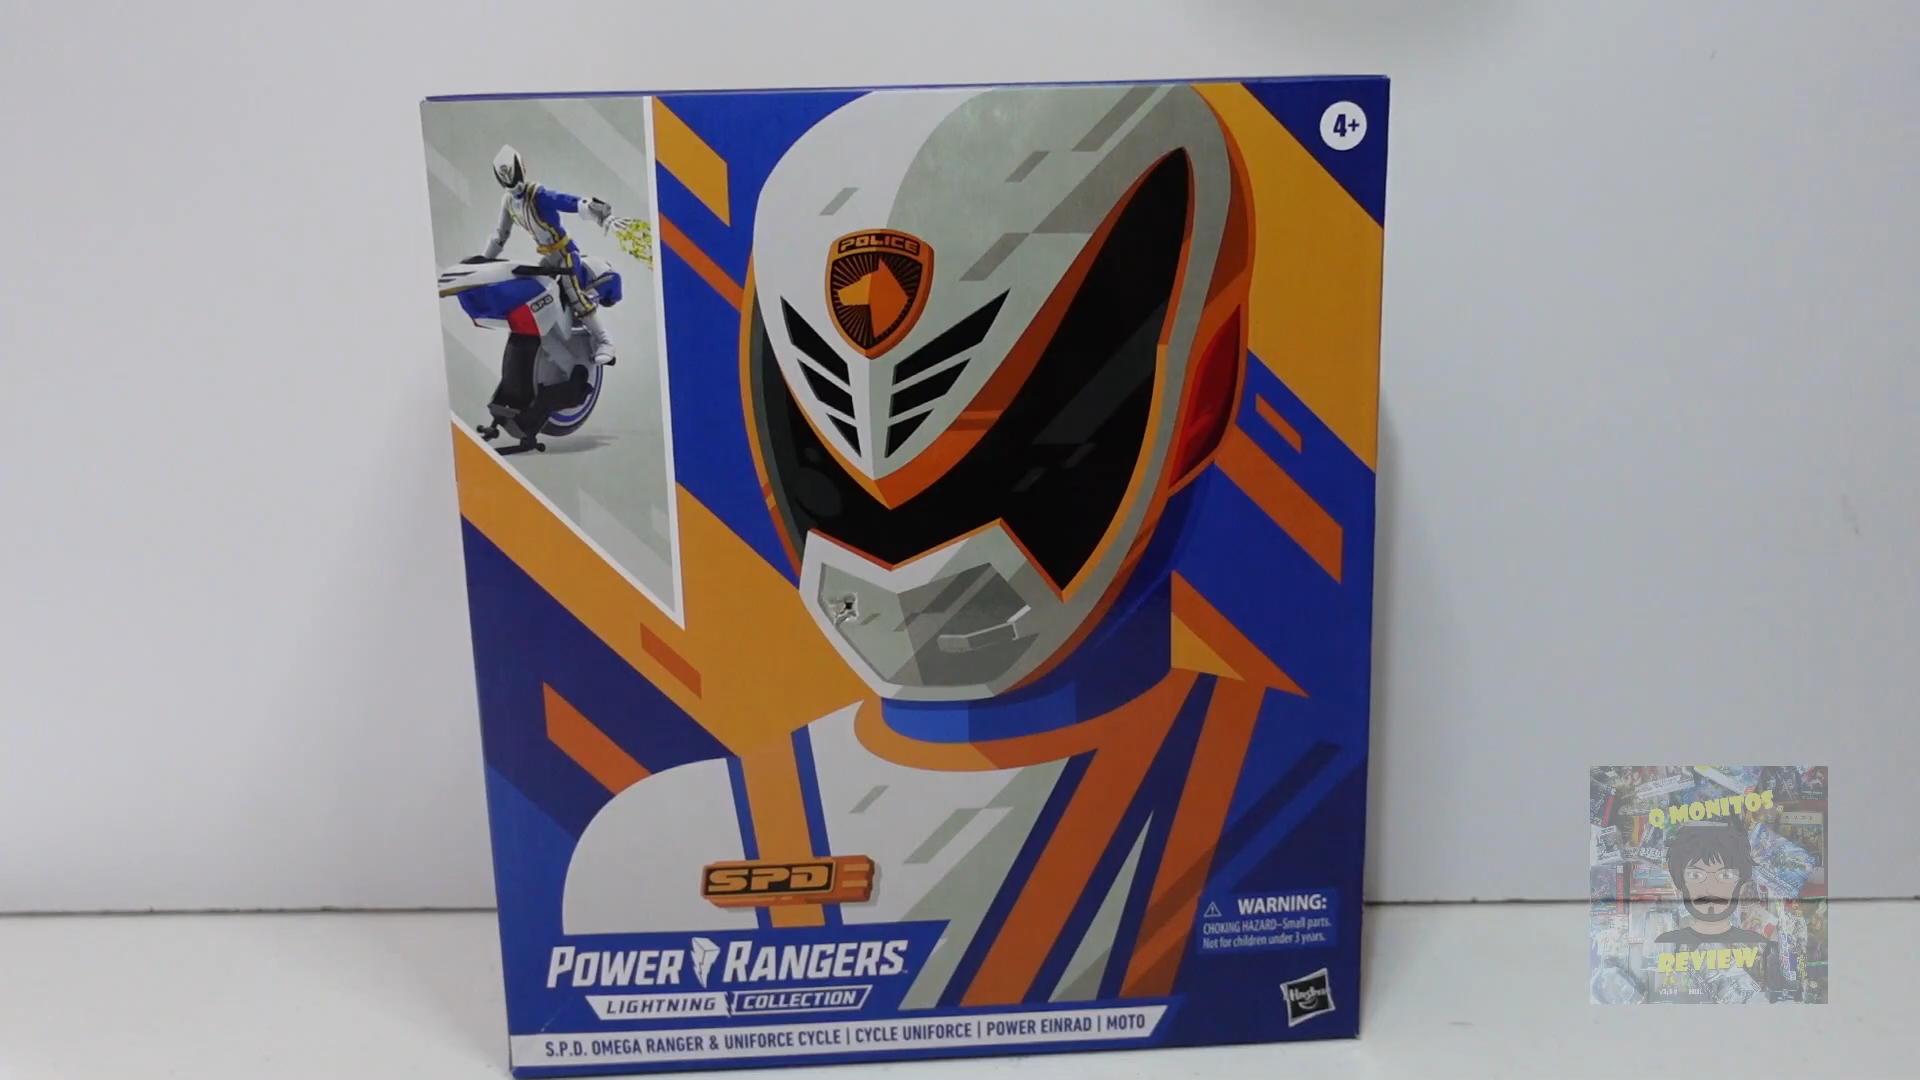 4+
POLICE
S.P.D
SPD
POWER RANGERS™
LIGHTNING COLLECTION
S.P.D. OMEGA RANGER & UNIFORCE CYCLE | CYCLE UNIFORCE | POWER EINRAD | MOTO
WARNING:
CHOKING HAZARD–Small parts.
Not for children under 3 years.
Hasbro
Q MONITOS
REVIEW